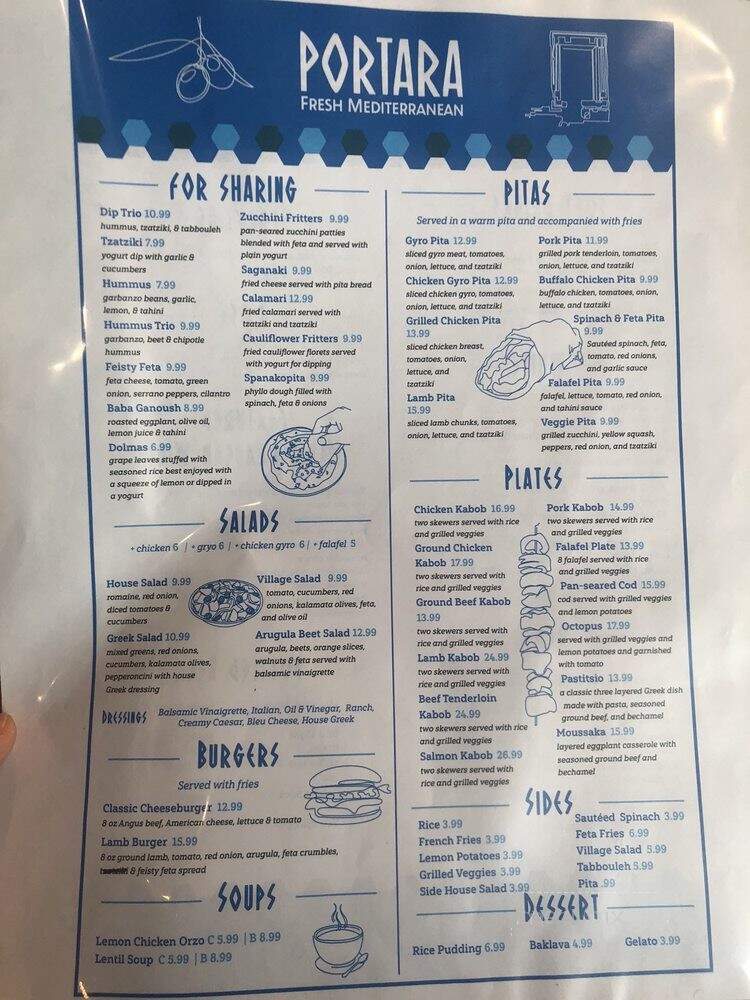 PORTARA
FRESH MEDITERRANEAN
FOR SHARING
Dip Trio 10.99
hummus, tzatziki, & tabbouleh
Tzatziki 7.99
yogurt dip with garlic &
cucumbers
Hummus 7.99
garbanzo beans, garlic,
lemon, & tahini
Hummus Trio 9.99
garbanzo, beet & chipotle
hummus
Feisty Feta 9.99
feta cheese, tomato, green
onion, serrano peppers, cilantro
Baba Ganoush 8.99
roasted eggplant, olive oil,
lemon juice & tahini
Dolmas 6.99
grape leaves stuffed with
seasoned rice best enjoyed with
a squeeze of lemon or dipped in
a yogurt
Zucchini Fritters 9.99
pan-seared zucchini patties
blended with feta and served with
plain yogurt
Saganaki 9.99
fried cheese served with pita bread
Calamari 12.99
fried calamari served with
tzatziki and tzatziki
Cauliflower Fritters 9.99
fried cauliflower florets served
with yogurt for dipping
Spanakopita 9.99
phyllo dough filled with
spinach, feta & onions
SALADS
+ chicken 6 | + gryo 6 | + chicken gyro 6 | + falafel 5
House Salad 9.99
romaine, red onion,
diced tomatoes &
cucumbers
Greek Salad 10.99
mixed greens, red onions,
cucumbers, kalamata olives,
pepperoncini with house
Greek dressing
Village Salad 9.99
tomato, cucumbers, red
onions, kalamata olives, feta,
and olive oil
Arugula Beet Salad 12.99
arugula, beets, orange slices,
walnuts & feta served with
balsamic vinaigrette
DRESSINGS Balsamic Vinaigrette, Italian, Oil & Vinegar, Ranch,
Creamy Caesar, Bleu Cheese, House Greek
BURGERS
Served with fries
Classic Cheeseburger 12.99
8 oz Angus beef, American cheese, lettuce & tomato
Lamb Burger 15.99
8 oz ground lamb, tomato, red onion, arugula, feta crumbles,
tzatziki & feisty feta spread
SOUPS
Lemon Chicken Orzo C 5.99 | B 8.99
Lentil Soup C 5.99 | B 8.99
PITAS
Served in a warm pita and accompanied with fries
Gyro Pita 12.99
sliced gyro meat, tomatoes,
onion, lettuce, and tzatziki
Chicken Gyro Pita 12.99
sliced chicken gyro, tomatoes,
onion, lettuce, and tzatziki
Grilled Chicken Pita
13.99
sliced chicken breast,
tomatoes, onion,
lettuce, and
tzatziki
Lamb Pita
15.99
sliced lamb chunks, tomatoes,
onion, lettuce, and tzatziki
Pork Pita 11.99
grilled pork tenderloin, tomatoes,
onion, lettuce, and tzatziki
Buffalo Chicken Pita 9.99
buffalo chicken, tomatoes, onion,
lettuce, and tzatziki
Spinach & Feta Pita
9.99
Sautéed spinach, feta,
tomato, red onions,
and garlic sauce
Falafel Pita 9.99
falafel, lettuce, tomato, red onion,
and tahini sauce
Veggie Pita 9.99
grilled zucchini, yellow squash,
peppers, red onion, and tzatziki
PLATES
Chicken Kabob 16.99
two skewers served with rice
and grilled veggies
Ground Chicken
Kabob 17.99
two skewers served with
rice and grilled veggies
Ground Beef Kabob
13.99
two skewers served with
rice and grilled veggies
Lamb Kabob 24.99
two skewers served with
rice and grilled veggies
Beef Tenderloin
Kabob 24.99
two skewers served with rice
and grilled veggies
Salmon Kabob 26.99
two skewers served with
rice and grilled veggies
Pork Kabob 14.99
two skewers served with rice
and grilled veggies
Falafel Plate 13.99
8 falafel served with rice
and grilled veggies
Pan-seared Cod 15.99
cod served with grilled veggies
and lemon potatoes
Octopus 17.99
served with grilled veggies and
lemon potatoes and garnished
with tomato
Pastitsio 13.99
a classic three layered Greek dish
made with pasta, seasoned
ground beef, and bechamel
Moussaka 15.99
layered eggplant casserole with
seasoned ground beef and
bechamel
SIDES
Rice 3.99
French Fries 3.99
Lemon Potatoes 3.99
Grilled Veggies 3.99
Side House Salad 3.99
Sautéed Spinach 3.99
Feta Fries 6.99
Village Salad 5.99
Tabbouleh 5.99
Pita .99
DESSERT
Rice Pudding 6.99 Baklava 4.99 Gelato 3.99